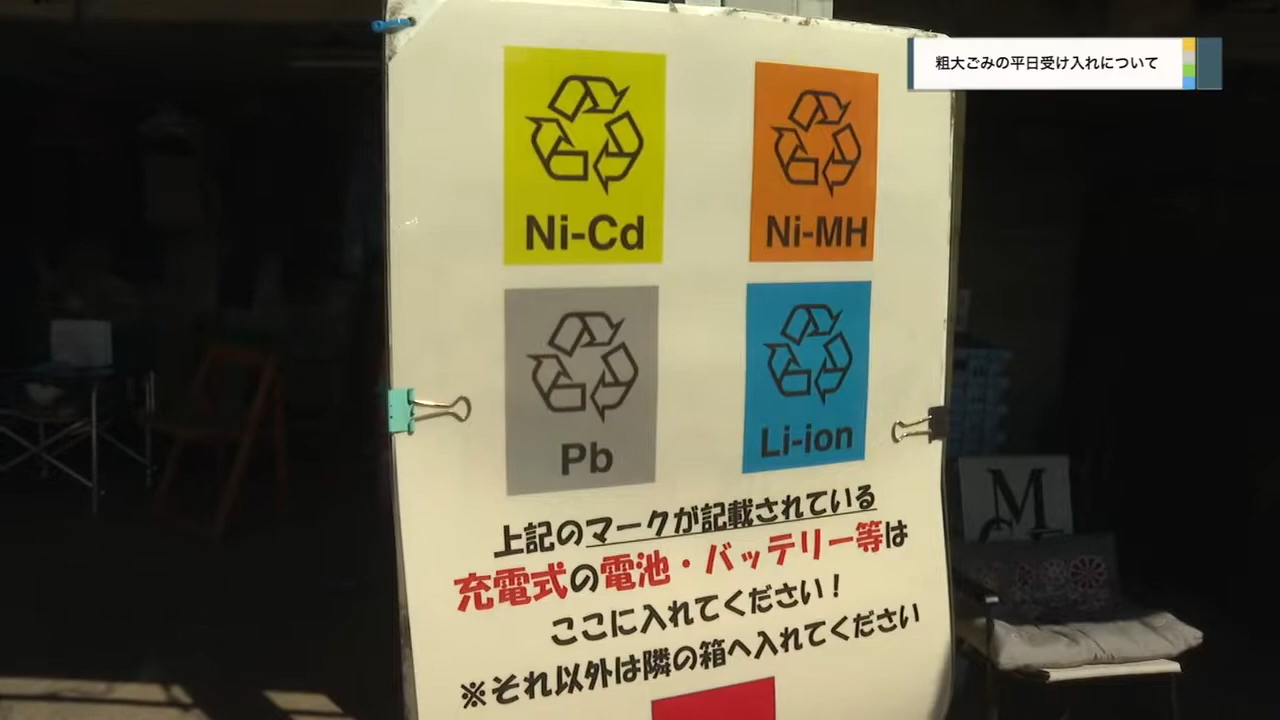 粗大ごみの平日受け入れについて
Ni-Cd
Ni-MH
Pb
Li-ion
上記のマークが記載されている
充電式の電池・バッテリー等は
ここに入れてください!
※それ以外は隣の箱へ入れてください
M